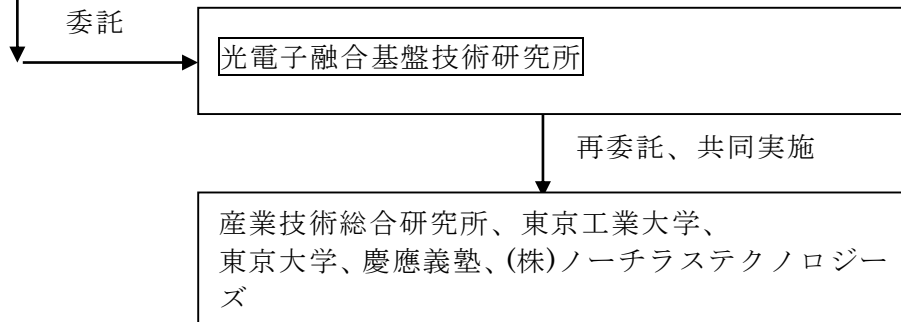 委託
光電子融合基盤技術研究所
再委託、共同実施
産業技術総合研究所、東京工業大学、
東京大学、慶應義塾、(株)ノーチラステクノロジー
ズ